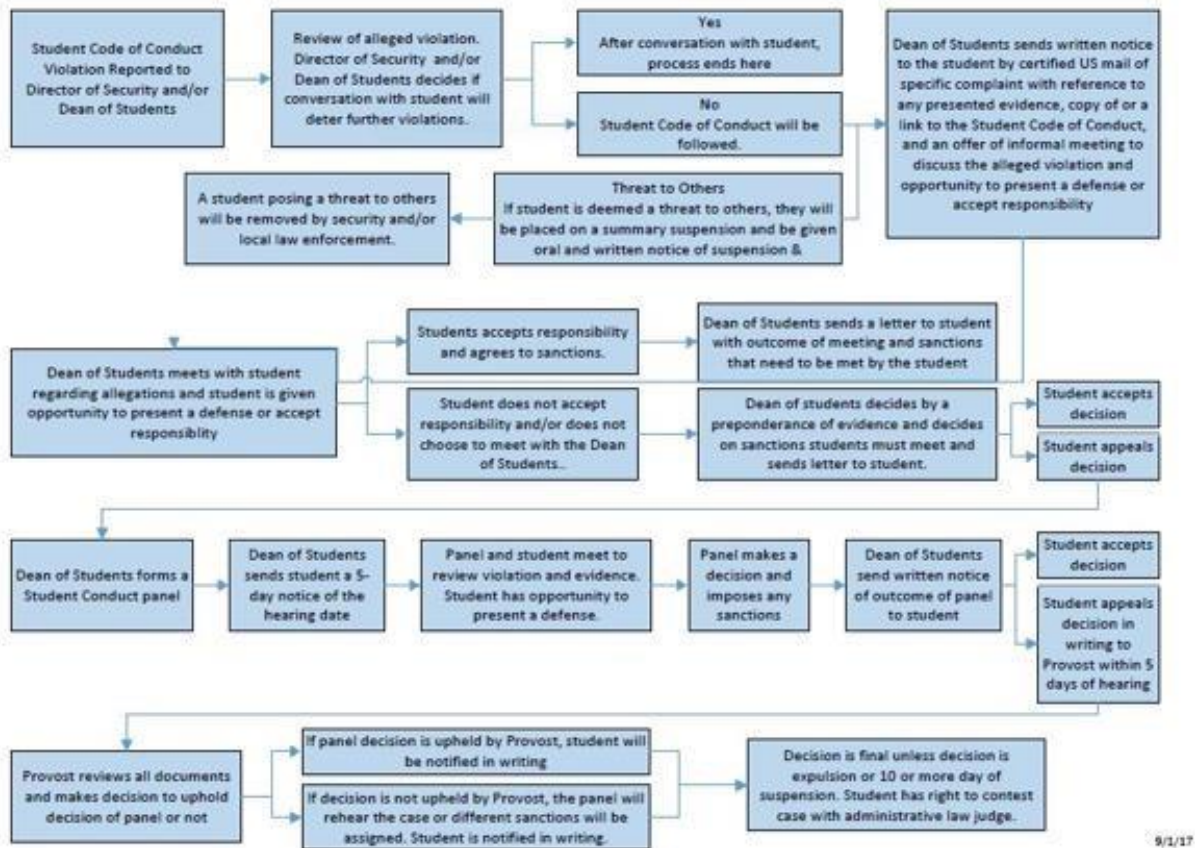 Student Code of Conduct
Violation Reported to
Director of Security and/or
Dean of Students
Review of alleged violation.
Director of Security and/or
Dean of Students decides if
conversation with student will
deter further violations.
Yes
After conversation with student,
process ends here
No
Student Code of Conduct will be
followed.
Dean of Students sends written notice
to the student by certified US mail of
specific complaint with reference to
any presented evidence, copy of or a
link to the Student Code of Conduct,
and an offer of informal meeting to
discuss the alleged violation and
opportunity to present a defense or
accept responsibility
Threat to Others
If student is deemed a threat to others, they will
be placed on a summary suspension and be given
oral and written notice of suspension &
A student posing a threat to others
will be removed by security and/or
local law enforcement.
Dean of Students meets with student
regarding allegations and student is given
opportunity to present a defense or accept
responsiblity
Students accepts responsibility
and agrees to sanctions.
Dean of Students sends a letter to student
with outcome of meeting and sanctions
that need to be met by the student
Student does not accept
responsibility and/or does not
choose to meet with the Dean
of Students..
Dean of students decides by a
preponderance of evidence and decides
on sanctions students must meet and
sends letter to student.
Student accepts
decision
Student appeals
decision
Dean of Students forms a
Student Conduct panel
Dean of Students
sends student a 5-
day notice of the
hearing date
Panel and student meet to
review violation and evidence.
Student has opportunity to
present a defense.
Panel makes a
decision and
imposes any
sanctions
Dean of Students
send written notice
of outcome of panel
to student
Student accepts
decision
Student appeals
decision in
writing to
Provost within 5
days of hearing
Provost reviews all documents
and makes decision to uphold
decision of panel or not
If panel decision is upheld by Provost, student will
be notified in writing
If decision is not upheld by Provost, the panel will
rehear the case or different sanctions will be
assigned. Student is notified in writing.
Decision is final unless decision is
expulsion or 10 or more day of
suspension. Student has right to contest
case with administrative law judge.
9/1/17